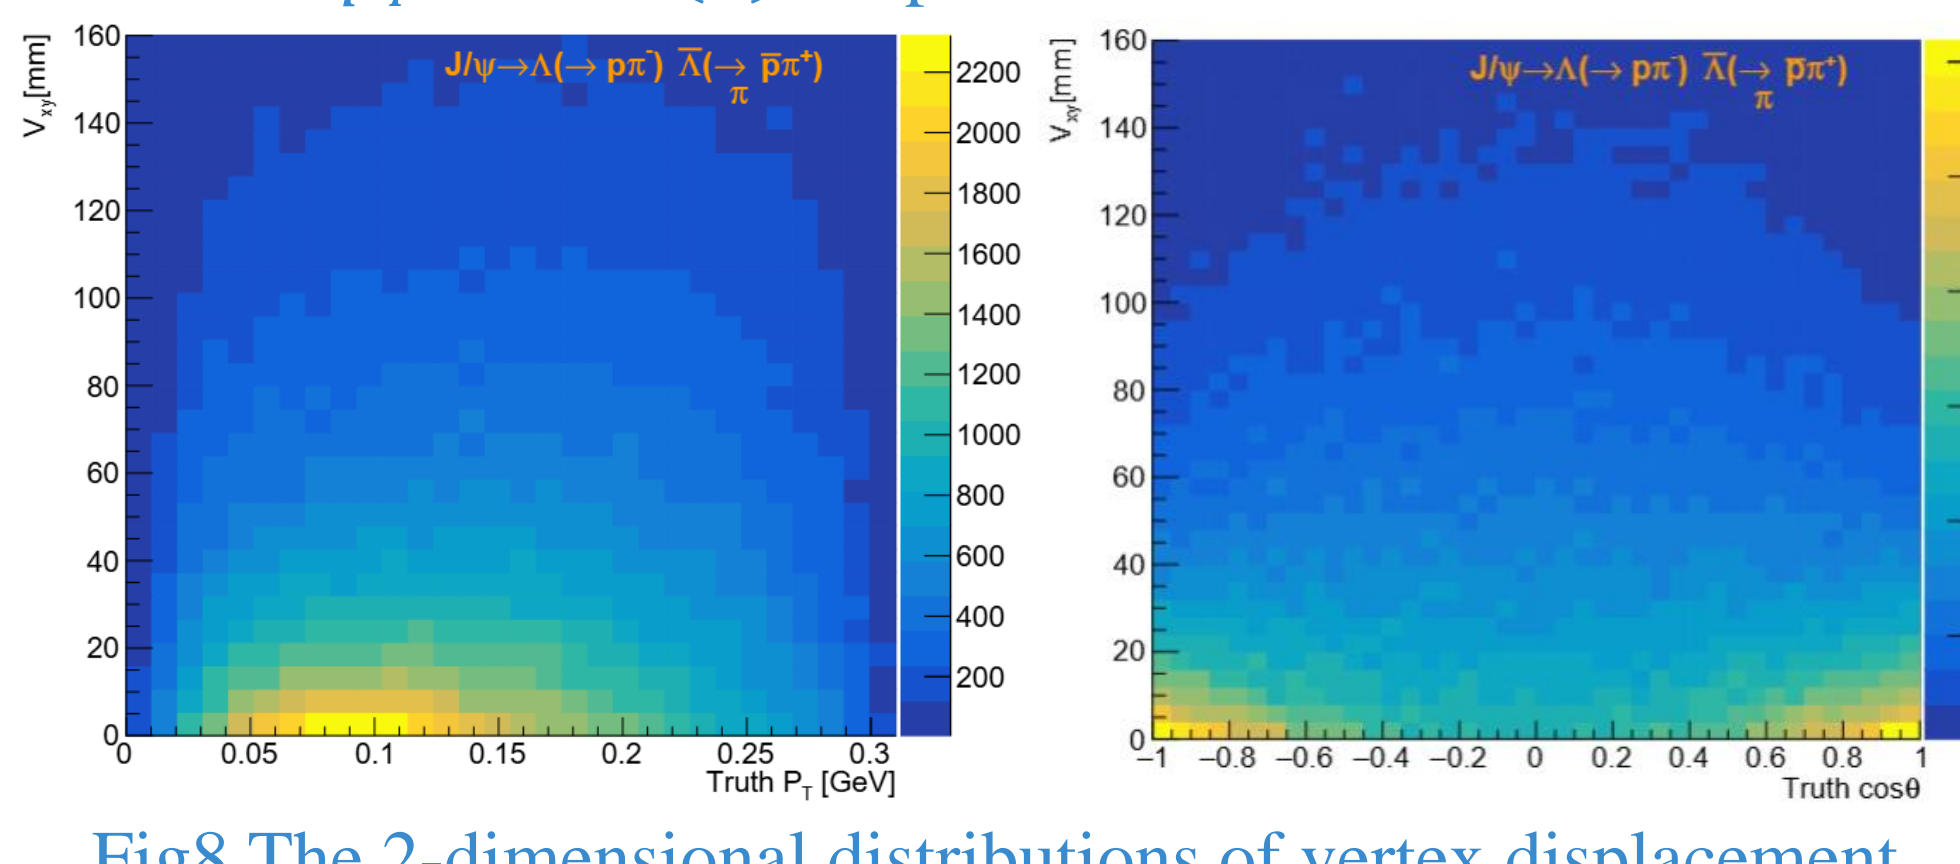 J/ψ→Λ(→ pπ⁻) Λ̅(→ p̅π⁺)
π
V_xy[mm]
160
140
120
100
80
60
40
20
0
0 0.05 0.1 0.15 0.2 0.25 0.3
Truth P_T [GeV]
2200
2000
1800
1600
1400
1200
1000
800
600
400
200
J/ψ→Λ(→ pπ⁻) Λ̅(→ p̅π⁺)
π
V_xy[mm]
160
140
120
100
80
60
40
20
0
−1 −0.8 −0.6 −0.4 −0.2 0 0.2 0.4 0.6 0.8 1
Truth cosθ
Fig8 The 2-dimensional distributions of vertex displacement